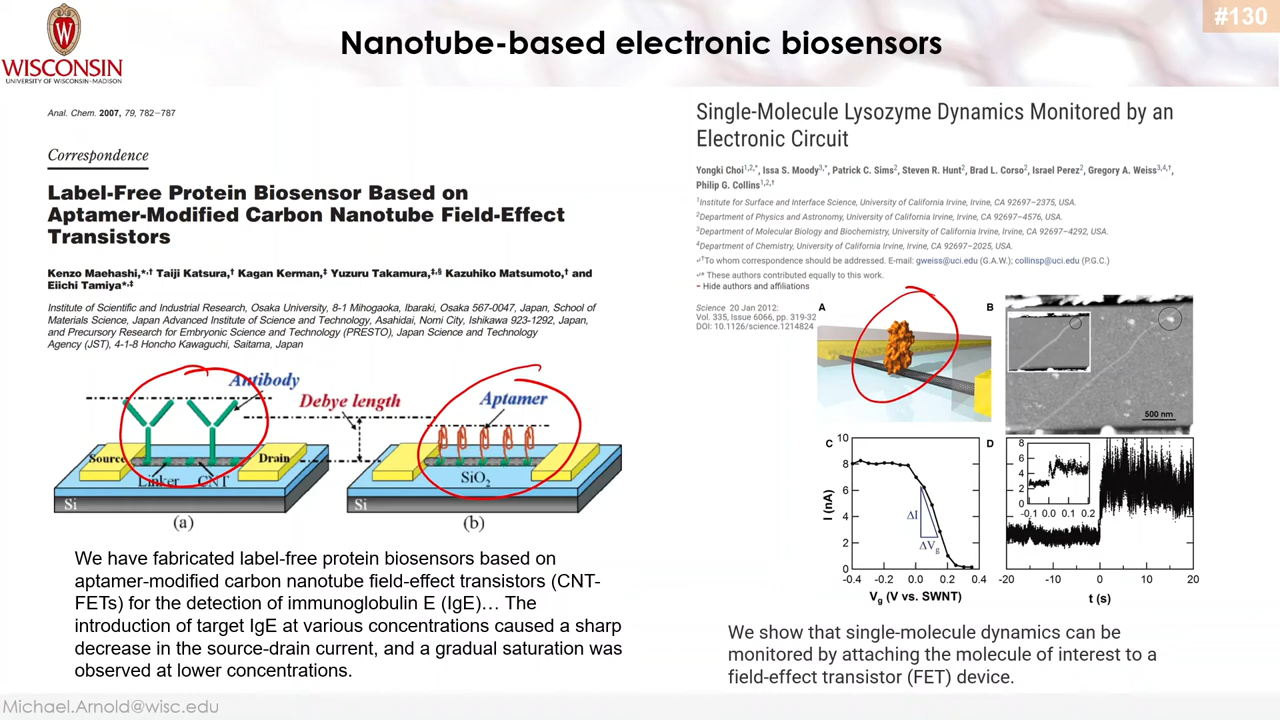 #130
WISCONSIN
UNIVERSITY OF WISCONSIN-MADISON
Nanotube-based electronic biosensors
Anal. Chem. 2007, 79, 782–787
Correspondence
Label-Free Protein Biosensor Based on
Aptamer-Modified Carbon Nanotube Field-Effect
Transistors
Kenzo Maehashi,*,† Taiji Katsura,† Kagan Kerman,‡ Yuzuru Takamura,‡,§ Kazuhiko Matsumoto,† and
Eiichi Tamiya*,‡
Institute of Scientific and Industrial Research, Osaka University, 8-1 Mihogaoka, Ibaraki, Osaka 567-0047, Japan, School of
Materials Science, Japan Advanced Institute of Science and Technology, Asahidai, Nomi City, Ishikawa 923-1292, Japan,
and Precursory Research for Embryonic Science and Technology (PRESTO), Japan Science and Technology
Agency (JST), 4-1-8 Honcho Kawaguchi, Saitama, Japan
Antibody
Debye length
Aptamer
Source
Drain
Linker
CNT
SiO₂
Si
Si
(a)
(b)
We have fabricated label-free protein biosensors based on
aptamer-modified carbon nanotube field-effect transistors (CNT-
FETs) for the detection of immunoglobulin E (IgE)… The
introduction of target IgE at various concentrations caused a sharp
decrease in the source-drain current, and a gradual saturation was
observed at lower concentrations.
Single-Molecule Lysozyme Dynamics Monitored by an
Electronic Circuit
Yongki Choi1,2,*, Issa S. Moody3,*, Patrick C. Sims2, Steven R. Hunt2, Brad L. Corso2, Israel Perez2, Gregory A. Weiss3,4,†,
Philip G. Collins1,2,†
1Institute for Surface and Interface Science, University of California Irvine, Irvine, CA 92697–2375, USA.
2Department of Physics and Astronomy, University of California Irvine, Irvine, CA 92697–4576, USA.
3Department of Molecular Biology and Biochemistry, University of California Irvine, Irvine, CA 92697–4292, USA.
4Department of Chemistry, University of California Irvine, Irvine, CA 92697–2025, USA.
↵†To whom correspondence should be addressed. E-mail: gweiss@uci.edu (G.A.W.); collinsp@uci.edu (P.G.C.)
↵* These authors contributed equally to this work.
− Hide authors and affiliations
Science 20 Jan 2012:
Vol. 335, Issue 6066, pp. 319-32
DOI: 10.1126/science.1214824
A
B
500 nm
C
10
8
6
4
2
0
I (nA)
ΔI
ΔVg
-0.4 -0.2 0.0 0.2 0.4
Vg (V vs. SWNT)
D
8
6
4
2
0
-0.1 0.0 0.1 0.2
-20 -10 0 10 20
t (s)
We show that single-molecule dynamics can be
monitored by attaching the molecule of interest to a
field-effect transistor (FET) device.
Michael.Arnold@wisc.edu